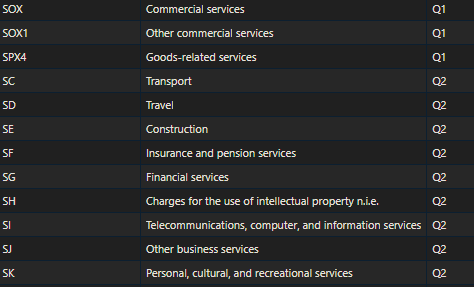 SOX Commercial services Q1
SOX1 Other commercial services Q1
SPX4 Goods-related services Q1
SC Transport Q2
SD Travel Q2
SE Construction Q2
SF Insurance and pension services Q2
SG Financial services Q2
SH Charges for the use of intellectual property n.i.e. Q2
SI Telecommunications, computer, and information services Q2
SJ Other business services Q2
SK Personal, cultural, and recreational services Q2